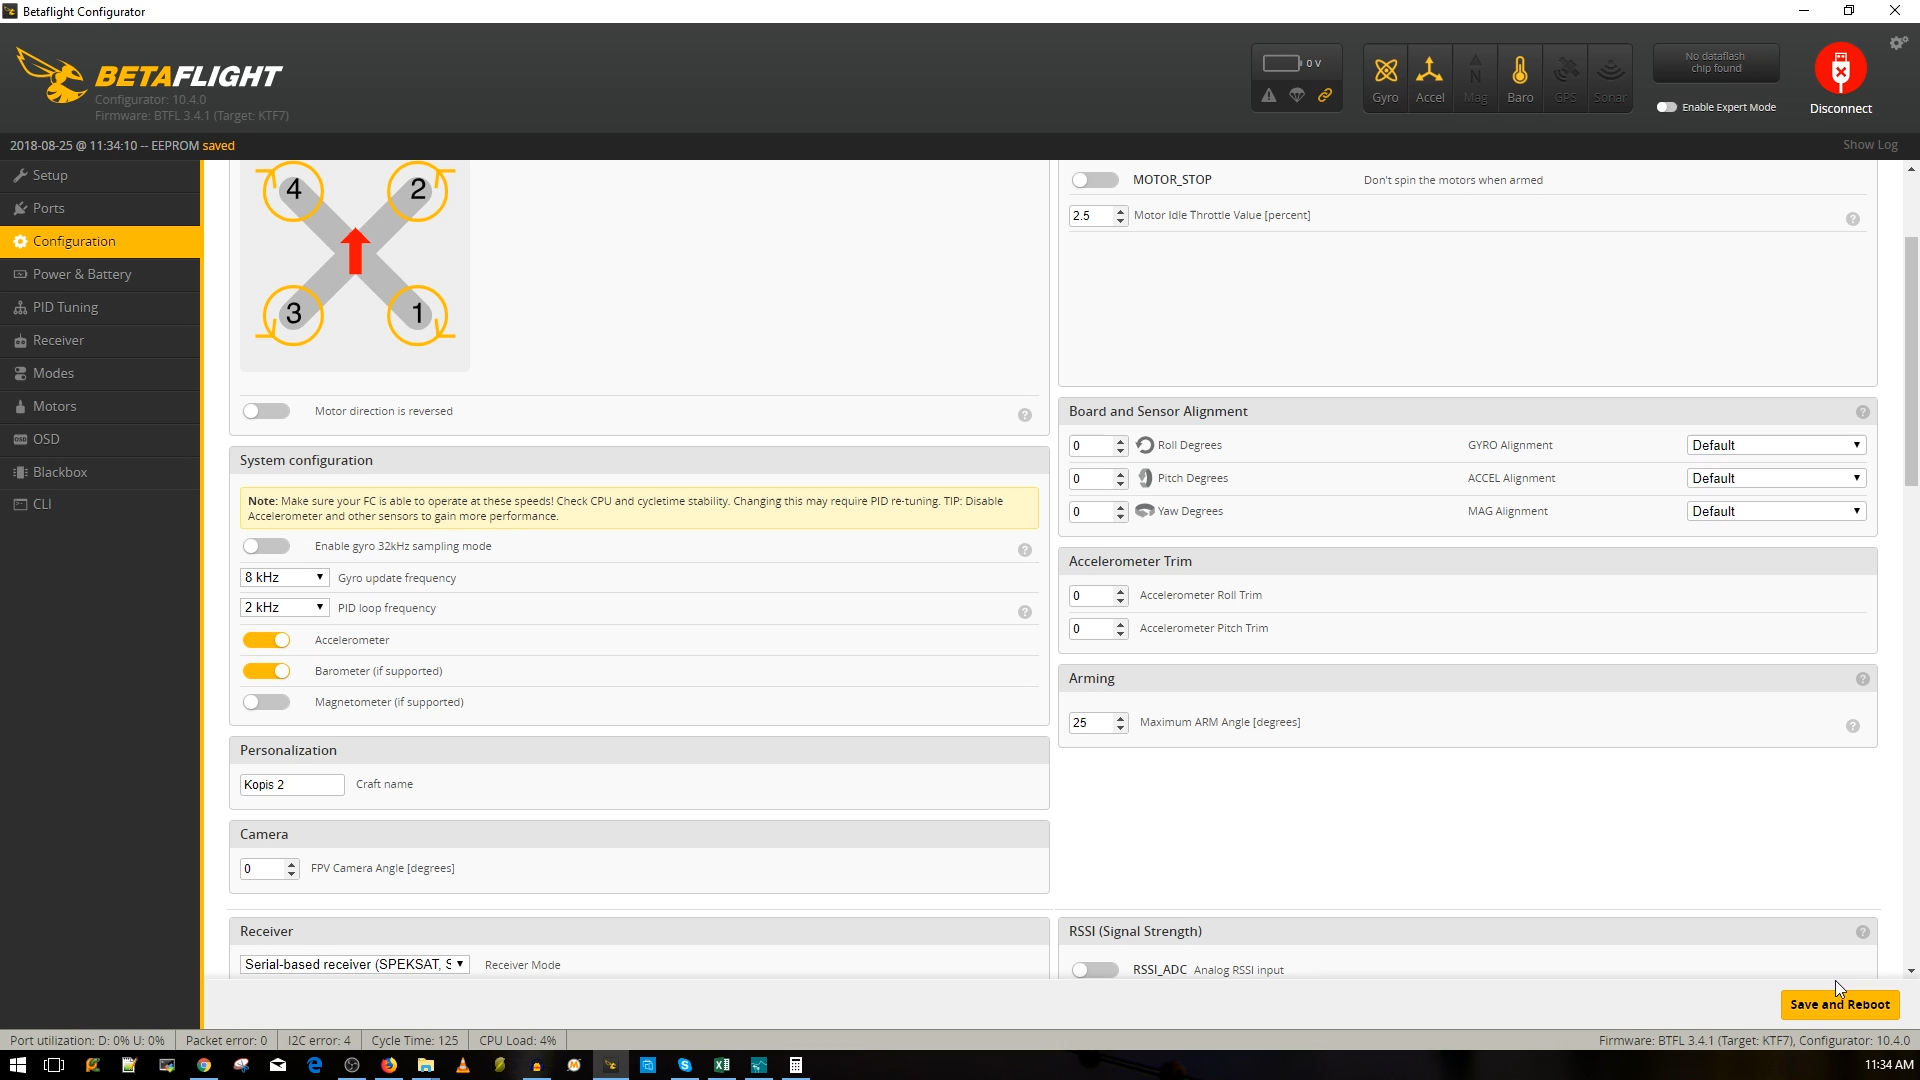 Betaflight Configurator
BETAFLIGHT
Configurator: 10.4.0
Firmware: BTFL 3.4.1 (Target: KTF7)
0 V
Gyro
Accel
Mag
Baro
GPS
Sonar
No dataflash
chip found
Enable Expert Mode
Disconnect
2018-08-25 @ 11:34:10 -- EEPROM saved
Show Log
Setup
Ports
Configuration
Power & Battery
PID Tuning
Receiver
Modes
Motors
OSD
OSD
Blackbox
CLI
4
2
3
1
Motor direction is reversed
?
System configuration
Note: Make sure your FC is able to operate at these speeds! Check CPU and cycletime stability. Changing this may require PID re-tuning. TIP: Disable
Accelerometer and other sensors to gain more performance.
Enable gyro 32kHz sampling mode
?
8 kHz Gyro update frequency
2 kHz PID loop frequency
?
Accelerometer
Barometer (if supported)
Magnetometer (if supported)
Personalization
Kopis 2 Craft name
Camera
0 FPV Camera Angle [degrees]
Receiver
Serial-based receiver (SPEKSAT, S Receiver Mode
MOTOR_STOP Don't spin the motors when armed
2.5 Motor Idle Throttle Value [percent]
?
Board and Sensor Alignment
?
0 Roll Degrees GYRO Alignment Default
0 Pitch Degrees ACCEL Alignment Default
0 Yaw Degrees MAG Alignment Default
Accelerometer Trim
0 Accelerometer Roll Trim
0 Accelerometer Pitch Trim
Arming
?
25 Maximum ARM Angle [degrees]
?
RSSI (Signal Strength)
?
RSSI_ADC Analog RSSI input
Save and Reboot
Port utilization: D: 0% U: 0%
Packet error: 0
I2C error: 4
Cycle Time: 125
CPU Load: 4%
Firmware: BTFL 3.4.1 (Target: KTF7), Configurator: 10.4.0
11:34 AM